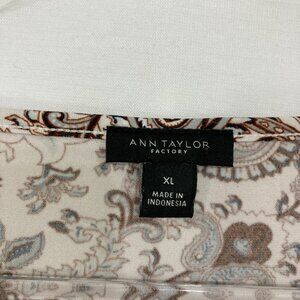 ANN TAYLOR
FACTORY
XL
MADE IN
INDONESIA